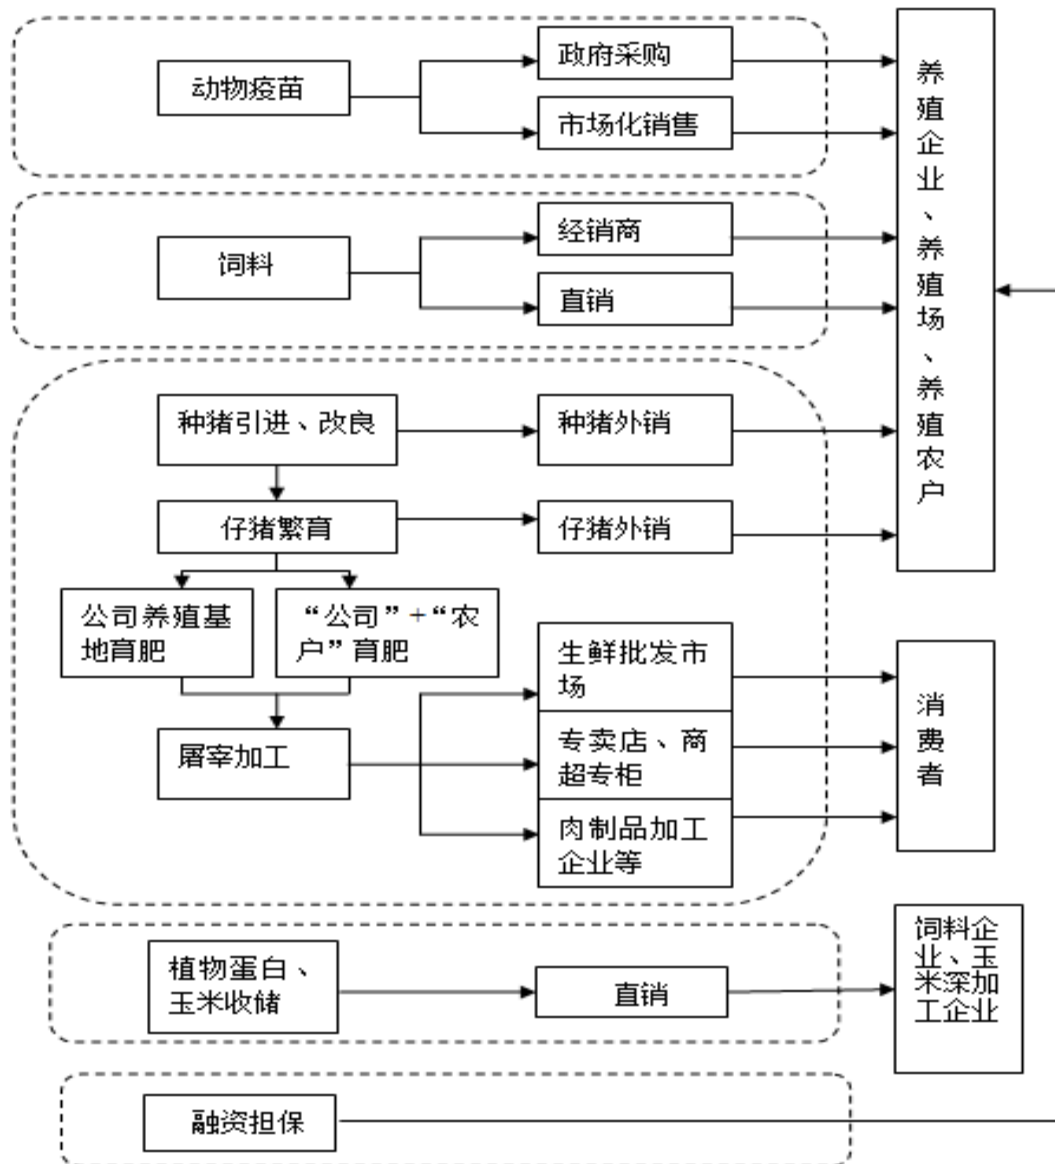 动物疫苗
政府采购
市场化销售
养殖企业、养殖场、养殖农户
饲料
经销商
直销
种猪引进、改良
种猪外销
仔猪繁育
仔猪外销
公司养殖基
地育肥
“公司”+“农
户”育肥
屠宰加工
生鲜批发市
场
专卖店、商
超专柜
肉制品加工
企业等
消费者
植物蛋白、
玉米收储
直销
饲料企
业、玉
米深加
工企业
融资担保